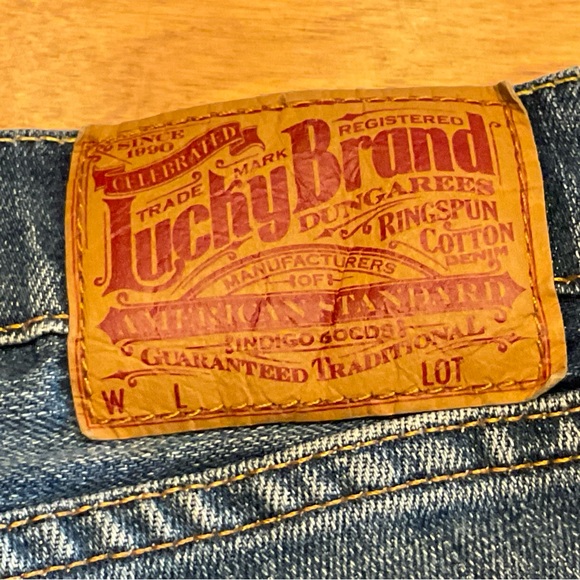 SINCE 1990
CELEBRATED
TRADE MARK
REGISTERED
Lucky Brand
DUNGAREES
RINGSPUN
COTTON
DENIM
MANUFACTURERS
OF
AMERICAN STANDARD
INDIGO GOODS
GUARANTEED TRADITIONAL
W L LOT